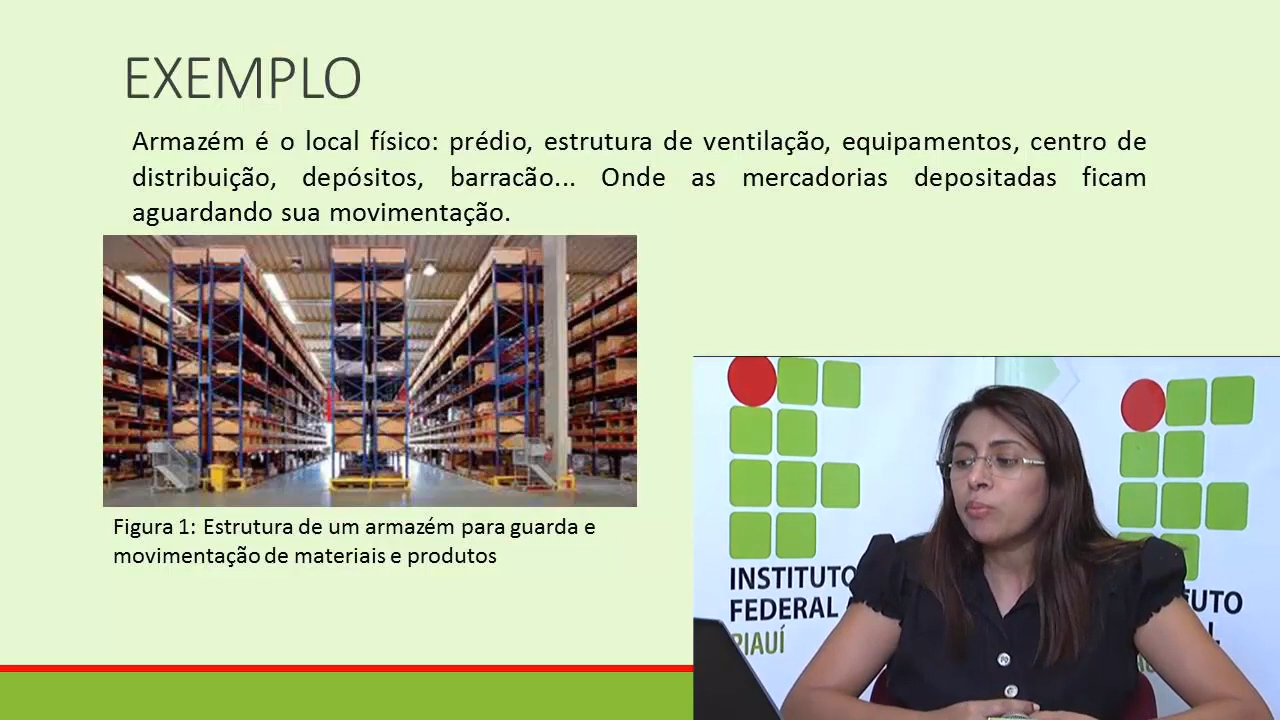 EXEMPLO
Armazém é o local físico: prédio, estrutura de ventilação, equipamentos, centro de
distribuição, depósitos, barracão... Onde as mercadorias depositadas ficam
aguardando sua movimentação.
Figura 1: Estrutura de um armazém para guarda e
movimentação de materiais e produtos
INSTITUTO
FEDERAL
PIAUÍ